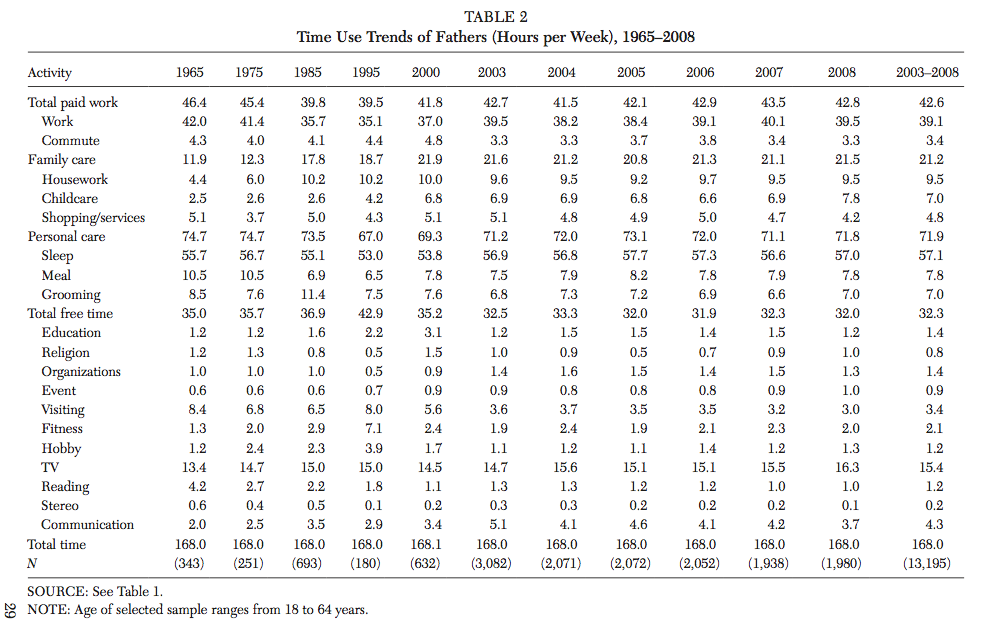 TABLE 2
Time Use Trends of Fathers (Hours per Week), 1965–2008
Activity 1965 1975 1985 1995 2000 2003 2004 2005 2006 2007 2008 2003–2008
Total paid work 46.4 45.4 39.8 39.5 41.8 42.7 41.5 42.1 42.9 43.5 42.8 42.6
Work 42.0 41.4 35.7 35.1 37.0 39.5 38.2 38.4 39.1 40.1 39.5 39.1
Commute 4.3 4.0 4.1 4.4 4.8 3.3 3.3 3.7 3.8 3.4 3.3 3.4
Family care 11.9 12.3 17.8 18.7 21.9 21.6 21.2 20.8 21.3 21.1 21.5 21.2
Housework 4.4 6.0 10.2 10.2 10.0 9.6 9.5 9.2 9.7 9.5 9.5 9.5
Childcare 2.5 2.6 2.6 4.2 6.8 6.9 6.9 6.8 6.6 6.9 7.8 7.0
Shopping/services 5.1 3.7 5.0 4.3 5.1 5.1 4.8 4.9 5.0 4.7 4.2 4.8
Personal care 74.7 74.7 73.5 67.0 69.3 71.2 72.0 73.1 72.0 71.1 71.8 71.9
Sleep 55.7 56.7 55.1 53.0 53.8 56.9 56.8 57.7 57.3 56.6 57.0 57.1
Meal 10.5 10.5 6.9 6.5 7.8 7.5 7.9 8.2 7.8 7.9 7.8 7.8
Grooming 8.5 7.6 11.4 7.5 7.6 6.8 7.3 7.2 6.9 6.6 7.0 7.0
Total free time 35.0 35.7 36.9 42.9 35.2 32.5 33.3 32.0 31.9 32.3 32.0 32.3
Education 1.2 1.2 1.6 2.2 3.1 1.2 1.5 1.5 1.4 1.5 1.2 1.4
Religion 1.2 1.3 0.8 0.5 1.5 1.0 0.9 0.5 0.7 0.9 1.0 0.8
Organizations 1.0 1.0 1.0 0.5 0.9 1.4 1.6 1.5 1.4 1.5 1.3 1.4
Event 0.6 0.6 0.6 0.7 0.9 0.9 0.8 0.8 0.8 0.9 1.0 0.9
Visiting 8.4 6.8 6.5 8.0 5.6 3.6 3.7 3.5 3.5 3.2 3.0 3.4
Fitness 1.3 2.0 2.9 7.1 2.4 1.9 2.4 1.9 2.1 2.3 2.0 2.1
Hobby 1.2 2.4 2.3 3.9 1.7 1.1 1.2 1.1 1.4 1.2 1.3 1.2
TV 13.4 14.7 15.0 15.0 14.5 14.7 15.6 15.1 15.1 15.5 16.3 15.4
Reading 4.2 2.7 2.2 1.8 1.1 1.3 1.3 1.2 1.2 1.0 1.0 1.2
Stereo 0.6 0.4 0.5 0.1 0.2 0.3 0.3 0.2 0.2 0.2 0.1 0.2
Communication 2.0 2.5 3.5 2.9 3.4 5.1 4.1 4.6 4.1 4.2 3.7 4.3
Total time 168.0 168.0 168.0 168.0 168.1 168.0 168.0 168.0 168.0 168.0 168.0 168.0
N (343) (251) (693) (180) (632) (3,082) (2,071) (2,072) (2,052) (1,938) (1,980) (13,195)
SOURCE: See Table 1.
NOTE: Age of selected sample ranges from 18 to 64 years.
29